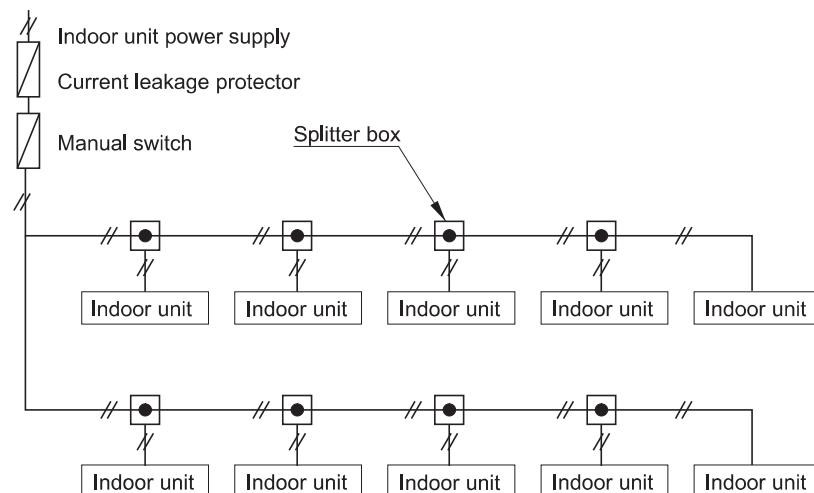 Indoor unit power supply
Current leakage protector
Manual switch
Splitter box
Indoor unit
Indoor unit
Indoor unit
Indoor unit
Indoor unit
Indoor unit
Indoor unit
Indoor unit
Indoor unit
Indoor unit